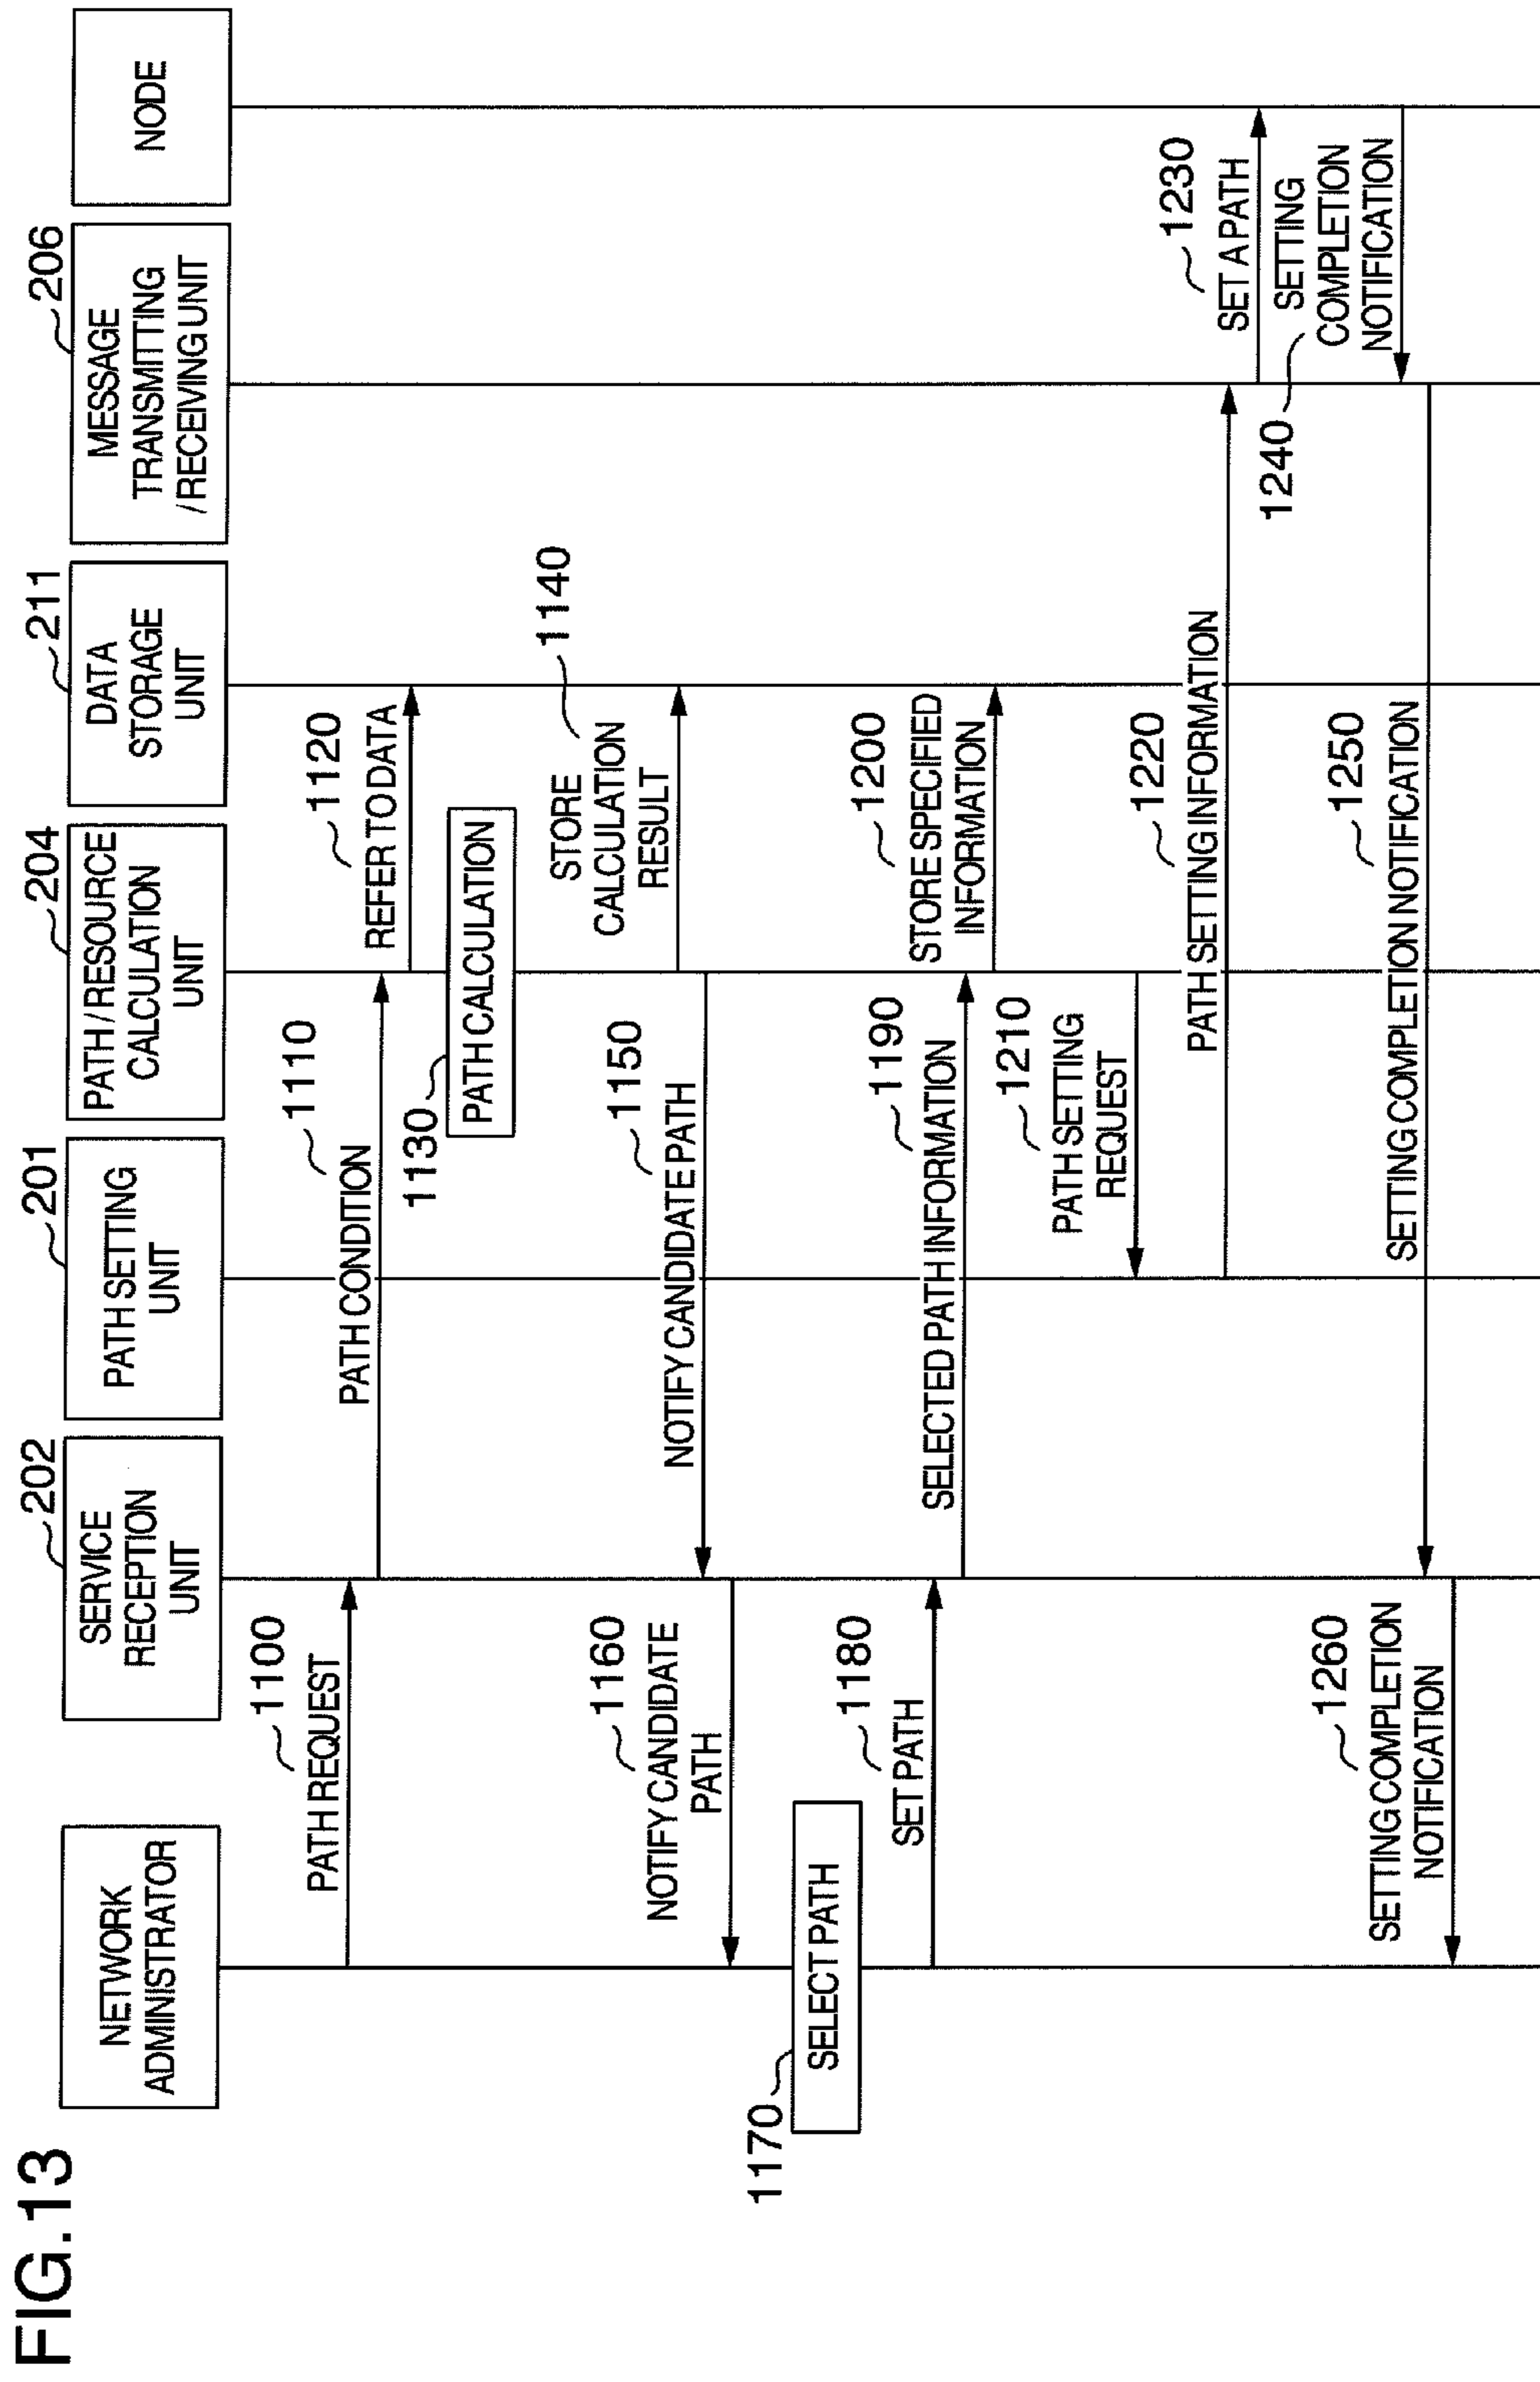 FIG.13
NETWORK
ADMINISTRATOR
202
SERVICE
RECEPTION
UNIT
201
PATH SETTING
UNIT
204
PATH/RESOURCE
CALCULATION
UNIT
211
DATA
STORAGE
UNIT
206
MESSAGE
TRANSMITTING
/RECEIVING UNIT
NODE
1100
PATH REQUEST
1110
PATH CONDITION
1120
REFER TO DATA
1130
PATH CALCULATION
1140
STORE
CALCULATION
RESULT
1150
NOTIFY CANDIDATE PATH
1160
NOTIFY CANDIDATE
PATH
1170
SELECT PATH
1180
SET PATH
1190
SELECTED PATH INFORMATION
1200
STORE SPECIFIED
INFORMATION
1210
PATH SETTING
REQUEST
1220
PATH SETTING INFORMATION
1230
SET A PATH
1240
SETTING
COMPLETION
NOTIFICATION
1250
SETTING COMPLETION NOTIFICATION
1260
SETTING COMPLETION
NOTIFICATION